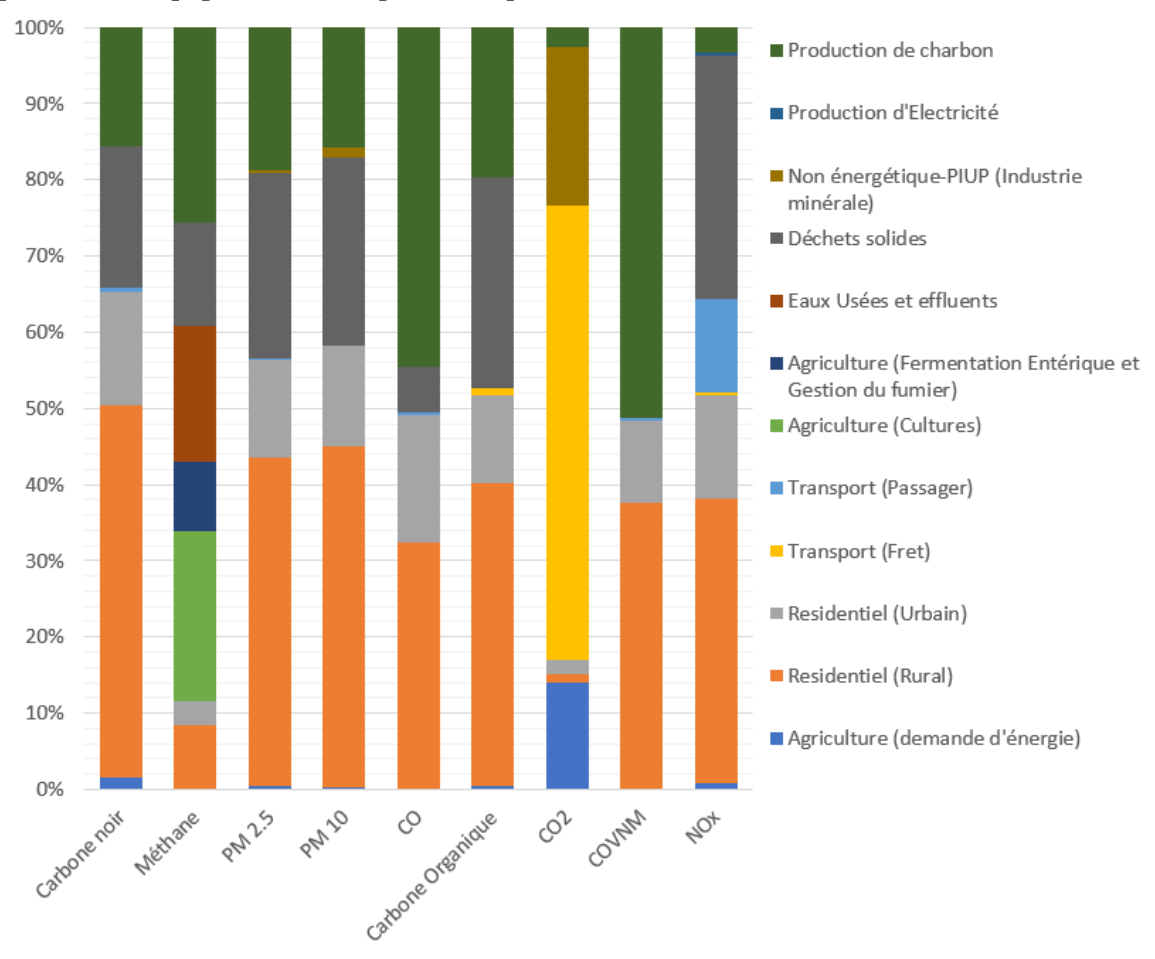 100%
90%
80%
70%
60%
50%
40%
30%
20%
10%
0%
Carbone noir
Méthane
PM 2.5
PM 10
CO
Carbone Organique
CO2
COVNM
NOx
Production de charbon
Production d'Electricité
Non énergétique-PIUP (Industrie
minérale)
Déchets solides
Eaux Usées et effluents
Agriculture (Fermentation Entérique et
Gestion du fumier)
Agriculture (Cultures)
Transport (Passager)
Transport (Fret)
Residentiel (Urbain)
Residentiel (Rural)
Agriculture (demande d'énergie)